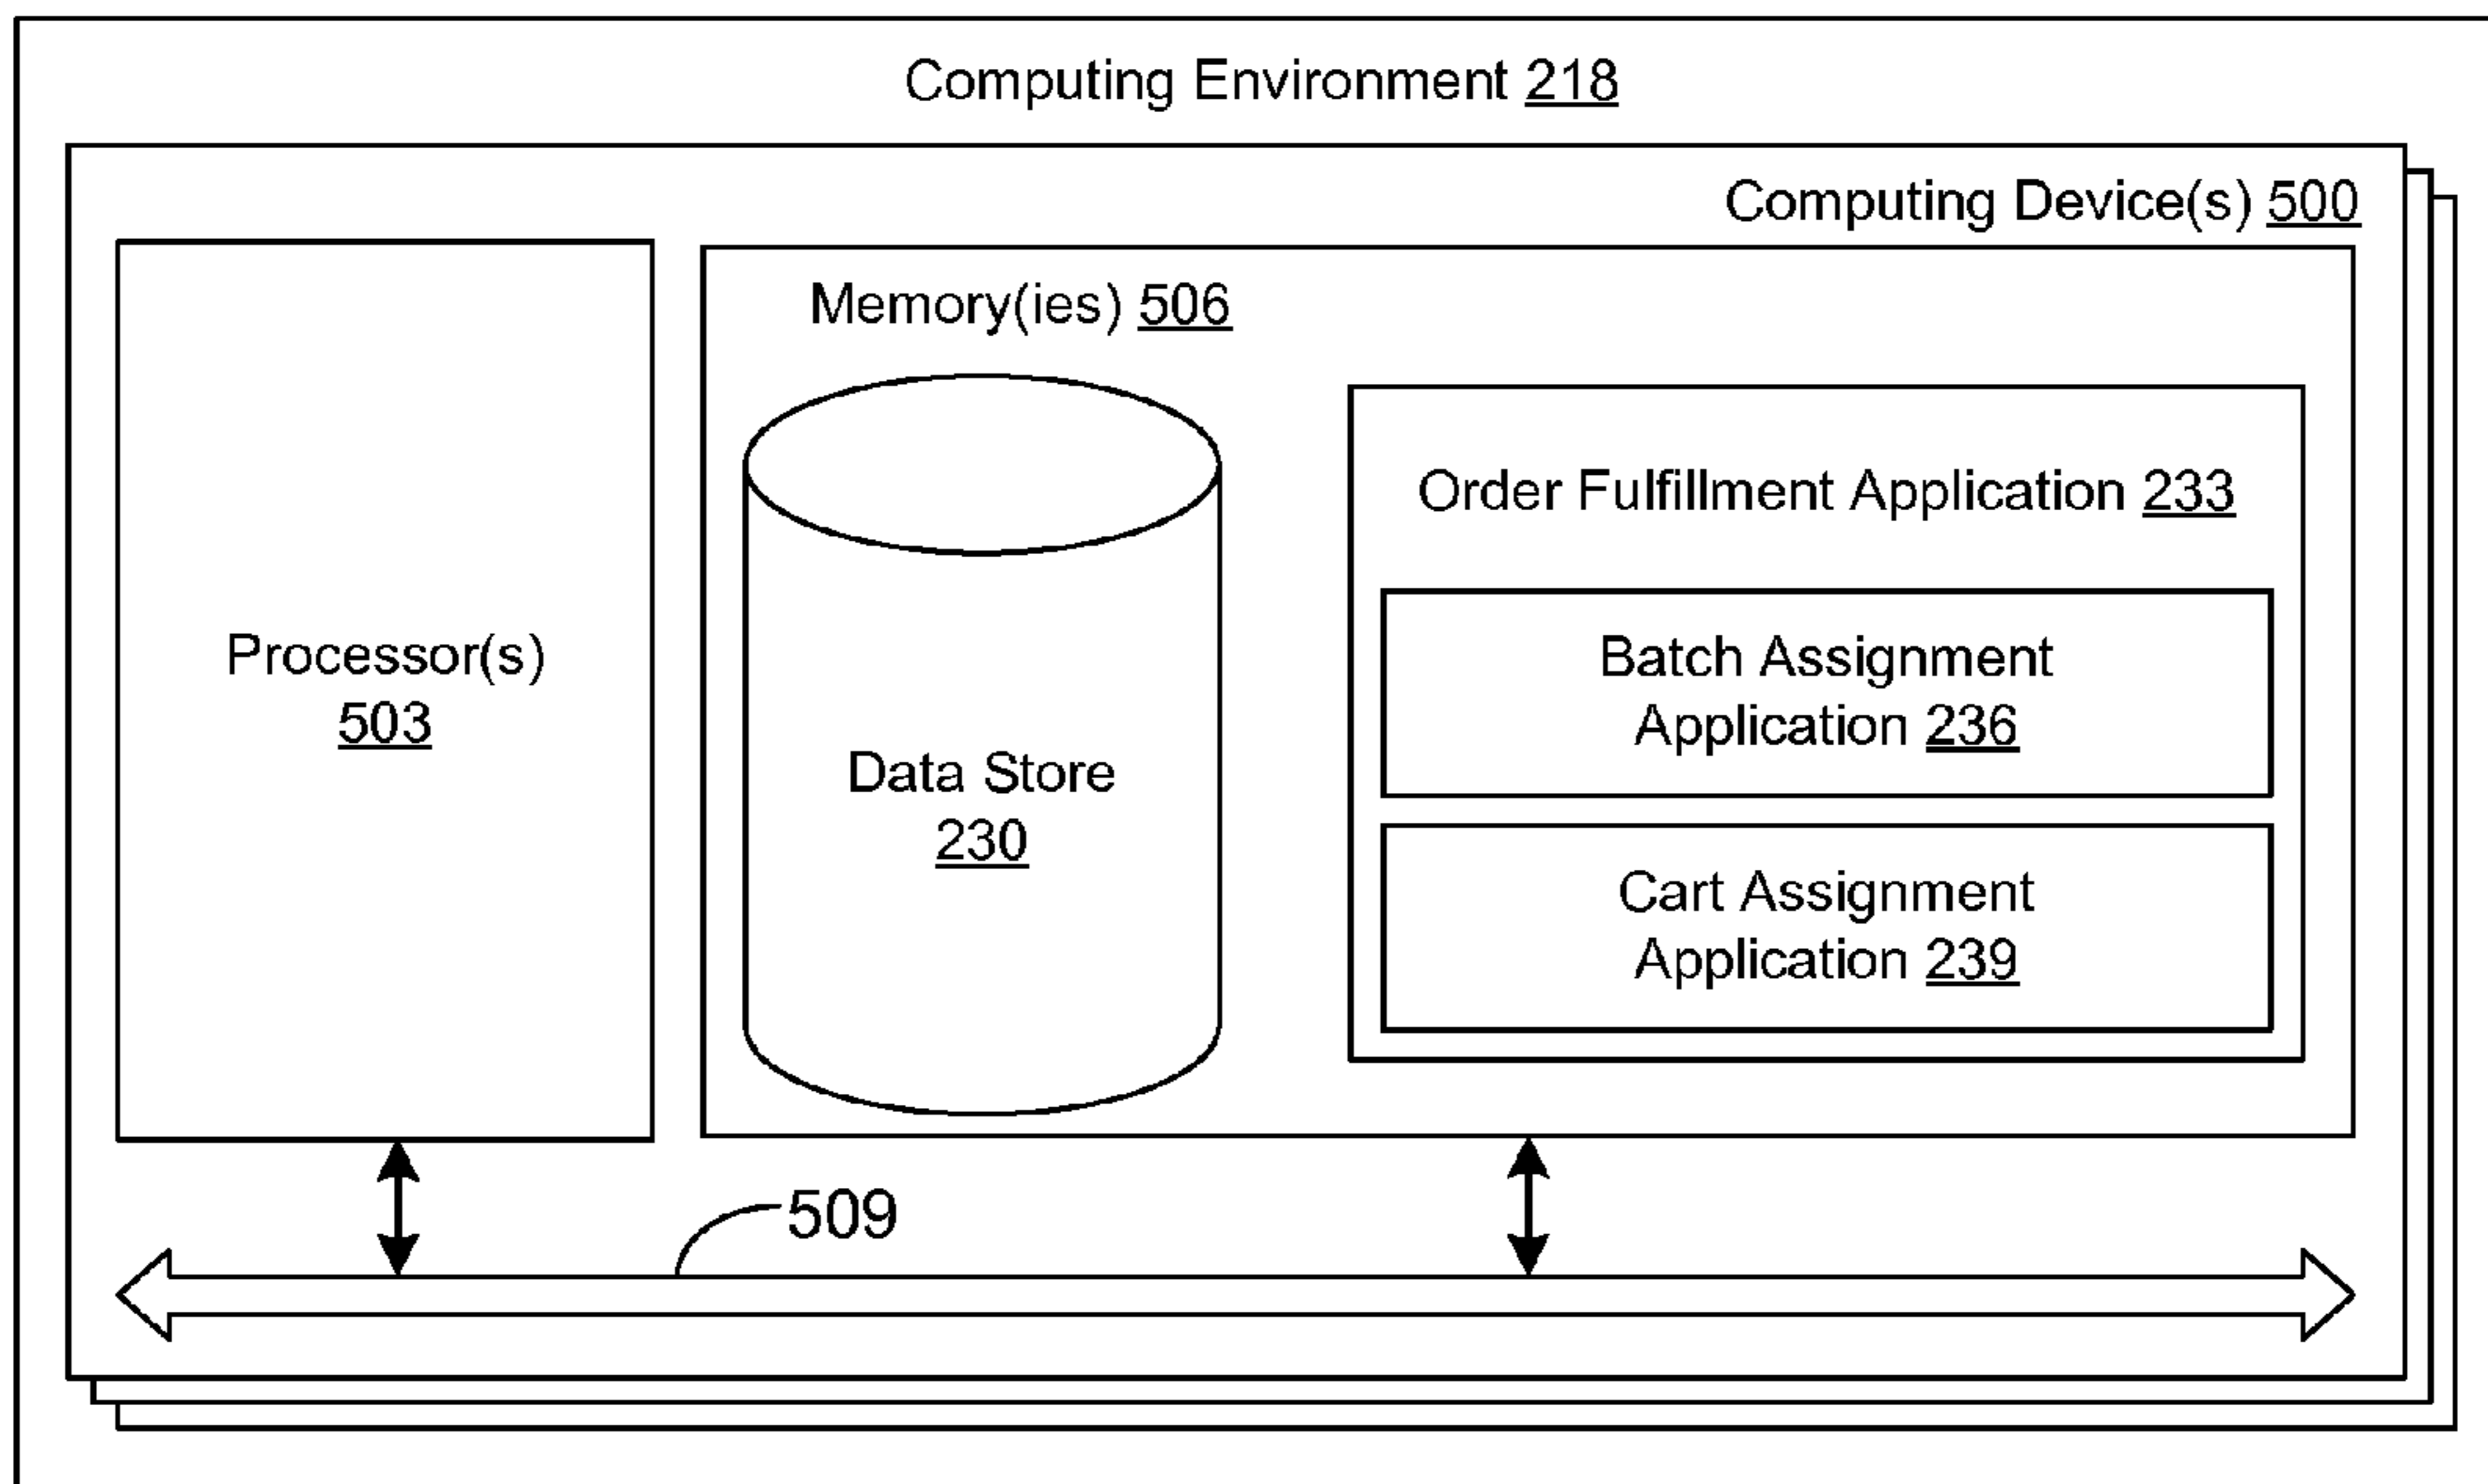 Computing Environment 218
Computing Device(s) 500
Memory(ies) 506
Order Fulfillment Application 233
Processor(s)
503
Data Store
230
Batch Assignment
Application 236
Cart Assignment
Application 239
509